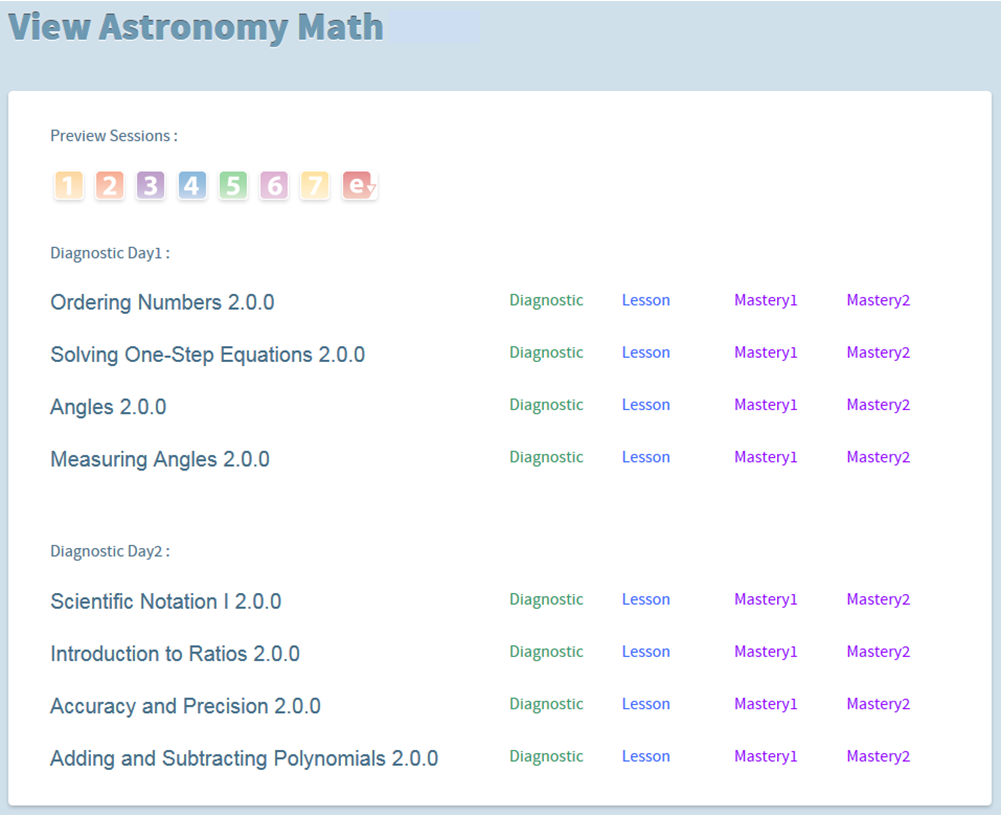 View Astronomy Math
Preview Sessions :
1 2 3 4 5 6 7 e
Diagnostic Day1 :
Ordering Numbers 2.0.0 Diagnostic Lesson Mastery1 Mastery2
Solving One-Step Equations 2.0.0 Diagnostic Lesson Mastery1 Mastery2
Angles 2.0.0 Diagnostic Lesson Mastery1 Mastery2
Measuring Angles 2.0.0 Diagnostic Lesson Mastery1 Mastery2
Diagnostic Day2 :
Scientific Notation I 2.0.0 Diagnostic Lesson Mastery1 Mastery2
Introduction to Ratios 2.0.0 Diagnostic Lesson Mastery1 Mastery2
Accuracy and Precision 2.0.0 Diagnostic Lesson Mastery1 Mastery2
Adding and Subtracting Polynomials 2.0.0 Diagnostic Lesson Mastery1 Mastery2